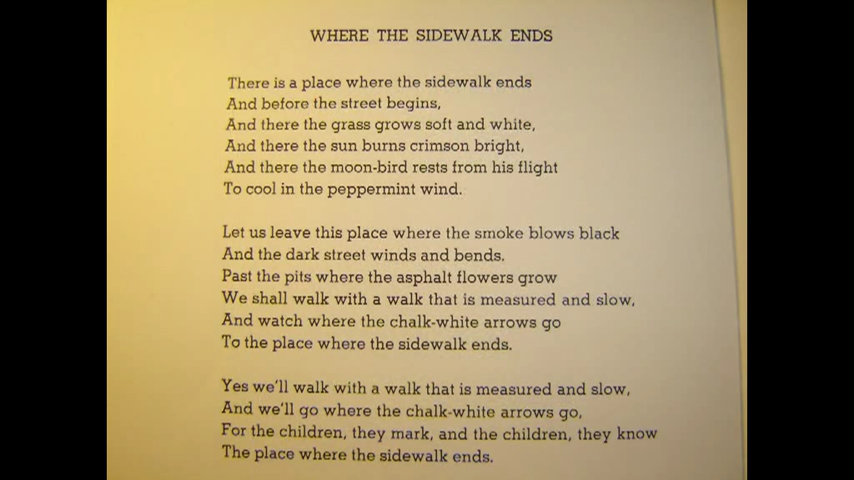 WHERE THE SIDEWALK ENDS
There is a place where the sidewalk ends
And before the street begins,
And there the grass grows soft and white,
And there the sun burns crimson bright,
And there the moon-bird rests from his flight
To cool in the peppermint wind.
Let us leave this place where the smoke blows black
And the dark street winds and bends.
Past the pits where the asphalt flowers grow
We shall walk with a walk that is measured and slow,
And watch where the chalk-white arrows go
To the place where the sidewalk ends.
Yes we'll walk with a walk that is measured and slow,
And we'll go where the chalk-white arrows go,
For the children, they mark, and the children, they know
The place where the sidewalk ends.